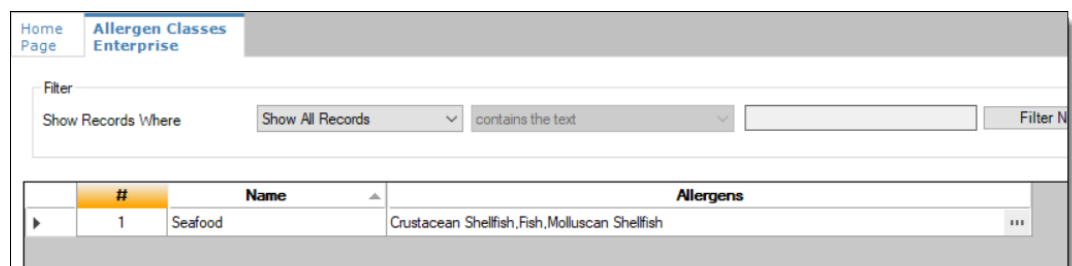 Home Page
Allergen Classes Enterprise
Filter
Show Records Where Show All Records contains the text Filter N
# Name Allergens
1 Seafood Crustacean Shellfish,Fish,Molluscan Shellfish ...